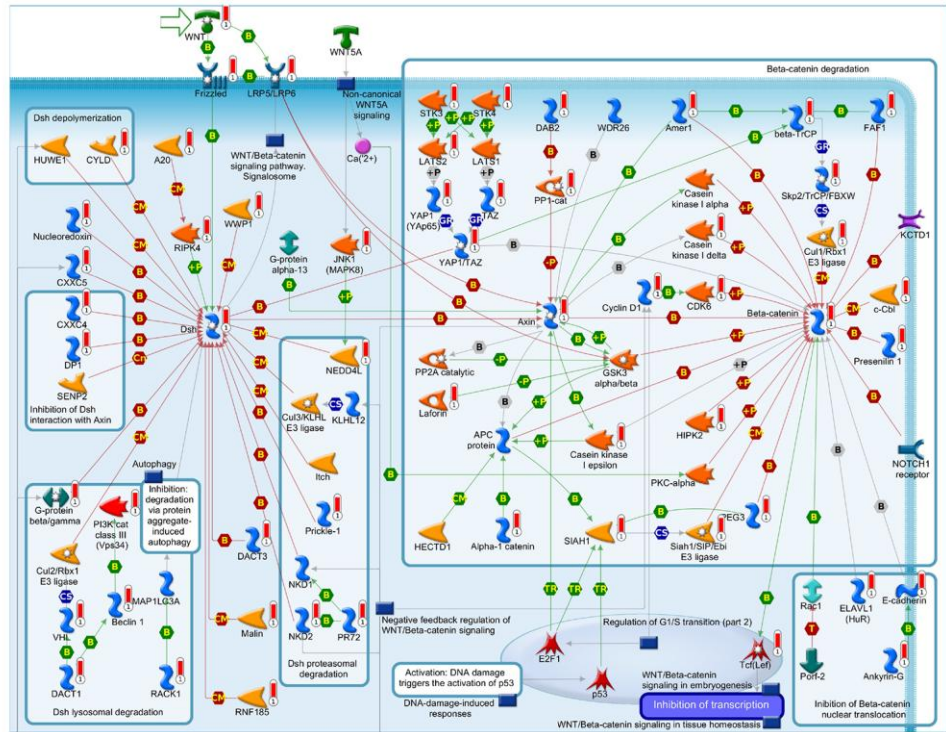 WNT
Frizzled
LRP5/LRP6
WNT5A
Non-canonical
WNT5A
signaling
Ca('2+)
Dsh depolymerization
HUWE1
CYLD
A20
WNT/Beta-catenin
signaling pathway.
Signalosome
Nucleoredoxin
RIPK4
WWP1
G-protein
alpha-13
JNK1
(MAPK8)
CXXC5
CXXC4
DP1
SENP2
Inhibition of Dsh
interaction with Axin
Dsh
NEDD4L
Cul3/KLHL
E3 ligase
KLHL12
Itch
Prickle-1
NKD1
NKD2
PR72
Dsh proteasomal
degradation
Autophagy
Inhibition:
degradation
via protein
aggregate-
induced
autophagy
G-protein
beta/gamma
PI3K cat
class III
(Vps34)
Cul2/Rbx1
E3 ligase
MAP1LC3A
Beclin 1
VHL
DACT1
RACK1
Dsh lysosomal degradation
DACT3
Malin
RNF185
Beta-catenin degradation
STK3
STK4
LATS2
LATS1
YAP1
(YAp65)
TAZ
YAP1/TAZ
DAB2
WDR26
Amer1
beta-TrCP
FAF1
PP1-cat
Casein
kinase I alpha
Casein
kinase I delta
Skp2/TrCP/FBXW
Cul1/Rbx1
E3 ligase
KCTD1
Cyclin D1
CDK6
Beta-catenin
c-Cbl
Presenilin 1
Axin
PP2A catalytic
GSK3
alpha/beta
Laforin
APC
protein
Casein kinase
I epsilon
HIPK2
PKC-alpha
NOTCH1
receptor
HECTD1
Alpha-1 catenin
SIAH1
Siah1/SIP/Ebi
E3 ligase
PEG3
Negative feedback regulation of
WNT/Beta-catenin signaling
Regulation of G1/S transition (part 2)
E2F1
p53
Tcf(Lef)
Activation: DNA damage
triggers the activation of p53
DNA-damage-induced
responses
WNT/Beta-catenin
signaling in embryogenesis
Inhibition of transcription
WNT/Beta-catenin signaling in tissue homeostasis
Rac1
Porf-2
ELAVL1
(HuR)
E-cadherin
Ankyrin-G
Inibition of Beta-catenin
nuclear translocation